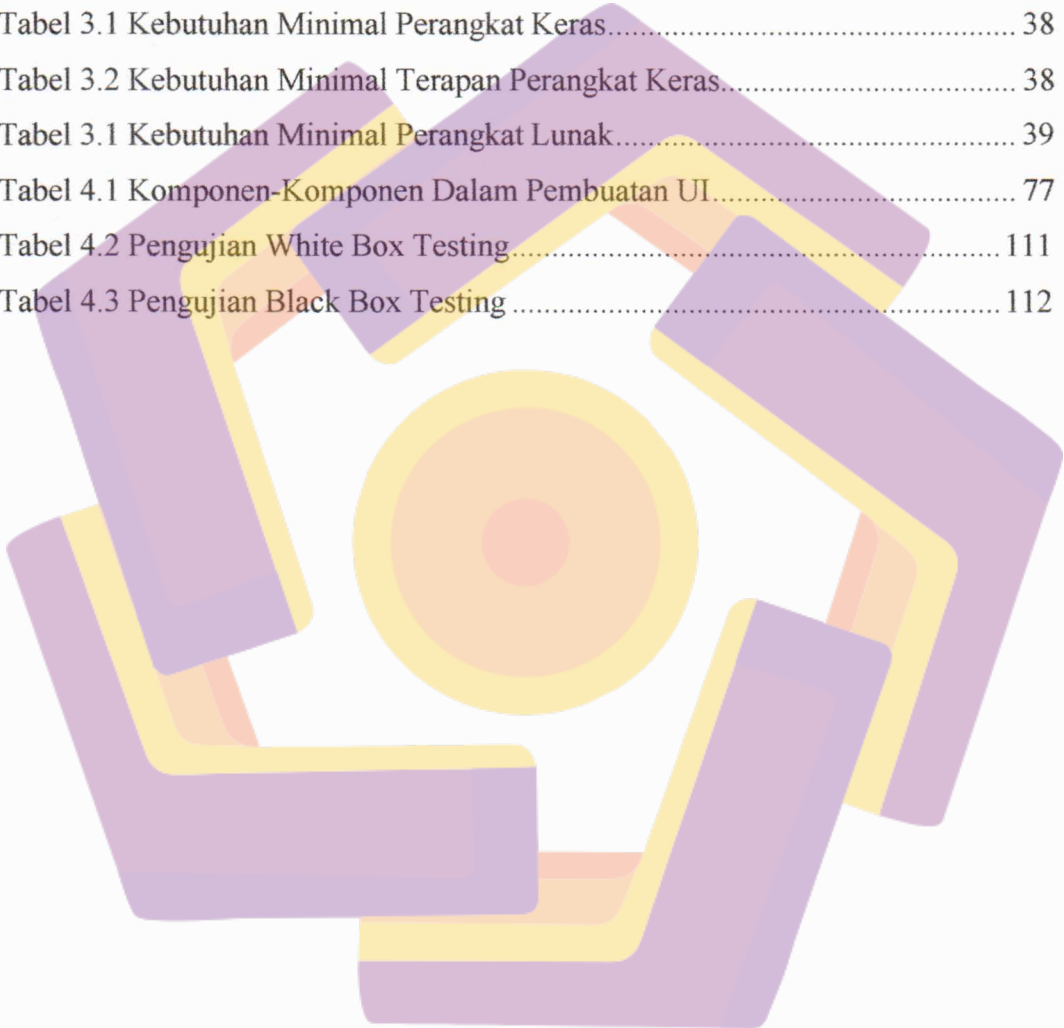 Tabel 3.1 Kebutuhan Minimal Perangkat Keras........................................ 38
Tabel 3.2 Kebutuhan Minimal Terapan Perangkat Keras............................ 38
Tabel 3.1 Kebutuhan Minimal Perangkat Lunak....................................... 39
Tabel 4.1 Komponen-Komponen Dalam Pembuatan UI............................. 77
Tabel 4.2 Pengujian White Box Testing.................................................. 111
Tabel 4.3 Pengujian Black Box Testing .................................................. 112